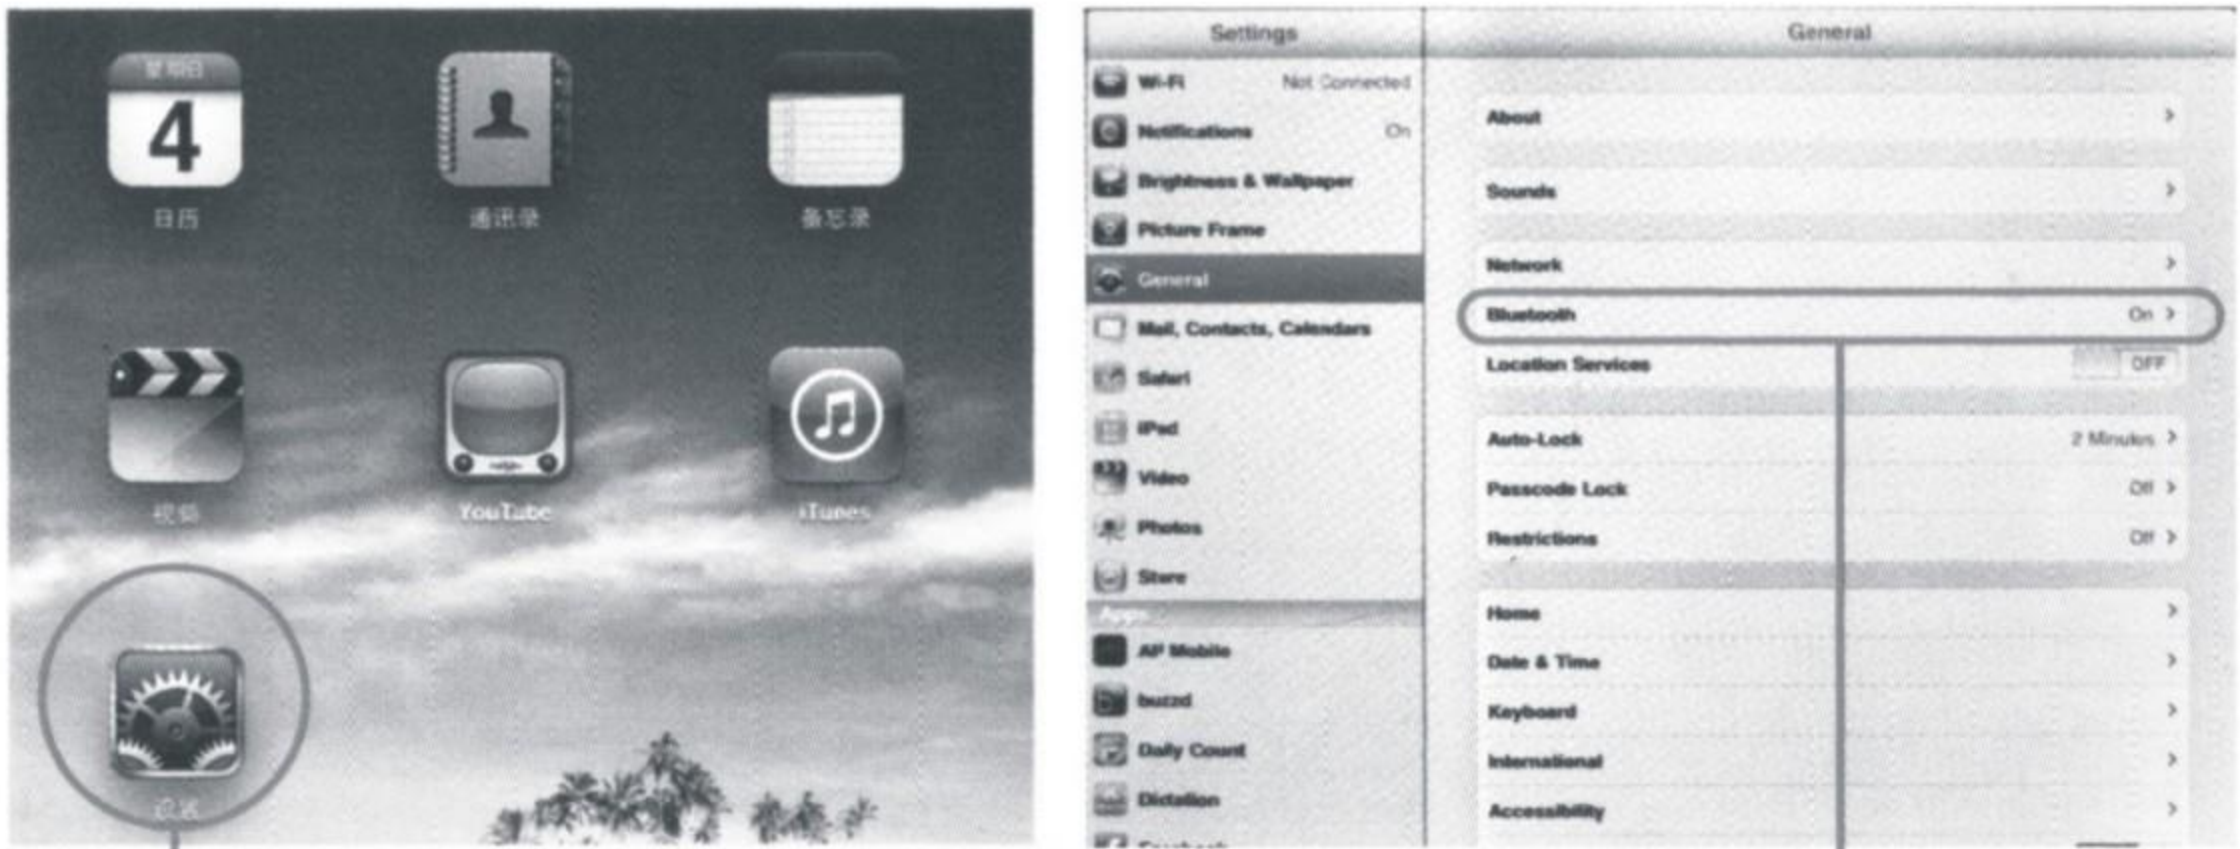 星期日
4
日历
通讯录
备忘录
视频
YouTube
iTunes
设置
Settings
Wi-Fi Not Connected
Notifications On
Brightness & Wallpaper
Picture Frame
General
Mail, Contacts, Calendars
Safari
iPod
Video
Photos
Store
Apps
AP Mobile
buzzd
Daily Count
Dictation
Facebook
General
About
Sounds
Network
Bluetooth On
Location Services OFF
Auto-Lock 2 Minutes
Passcode Lock Off
Restrictions Off
Home
Date & Time
Keyboard
International
Accessibility